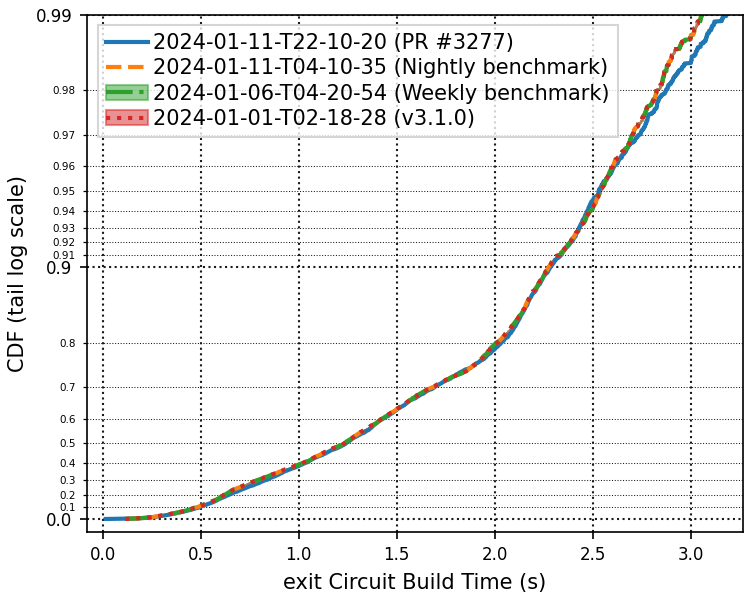 0.99
2024-01-11-T22-10-20 (PR #3277)
2024-01-11-T04-10-35 (Nightly benchmark)
2024-01-06-T04-20-54 (Weekly benchmark)
2024-01-01-T02-18-28 (v3.1.0)
0.98
0.97
0.96
0.95
0.94
0.93
0.92
0.91
0.9
0.8
0.7
0.6
0.5
0.4
0.3
0.2
0.1
0.0
CDF (tail log scale)
0.0 0.5 1.0 1.5 2.0 2.5 3.0
exit Circuit Build Time (s)